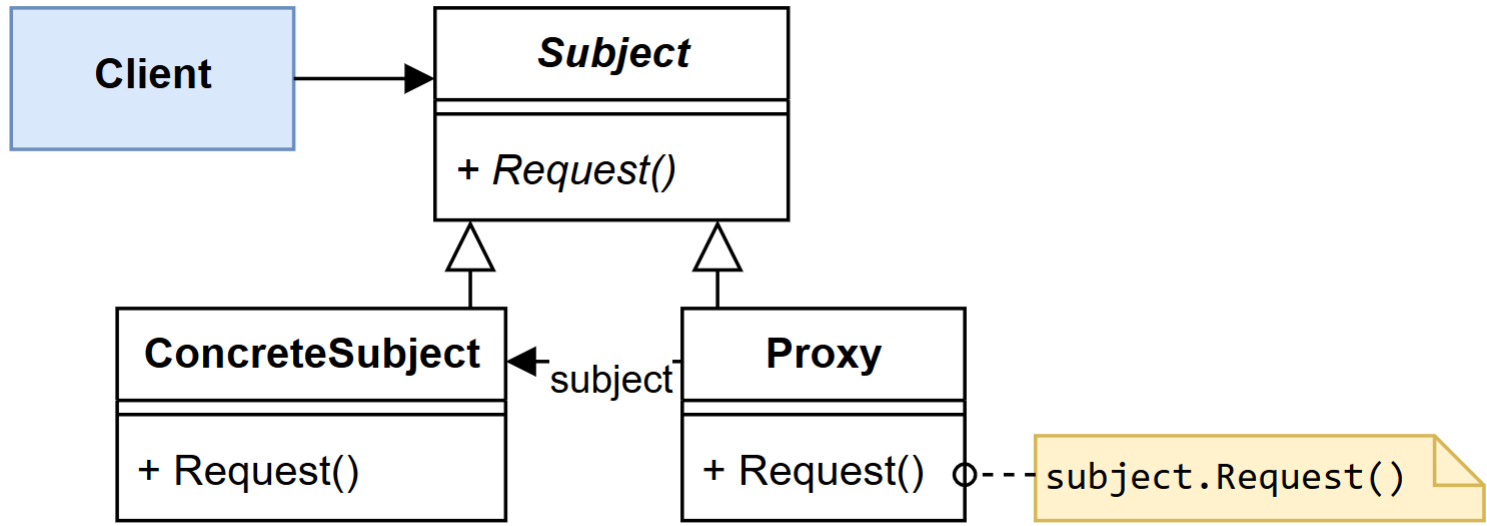 Client
Subject
+ Request()
ConcreteSubject
subject
Proxy
+ Request()
+ Request()
subject.Request()